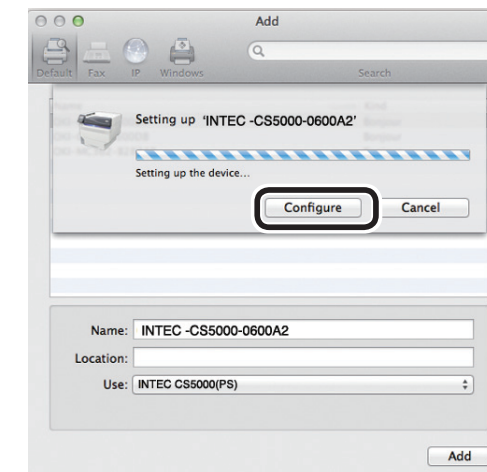 Add
Default Fax IP Windows Search
Kind
Setting up 'INTEC -CS5000-0600A2'
Setting up the device...
Configure Cancel
Name: INTEC -CS5000-0600A2
Location:
Use: INTEC CS5000(PS)
Add